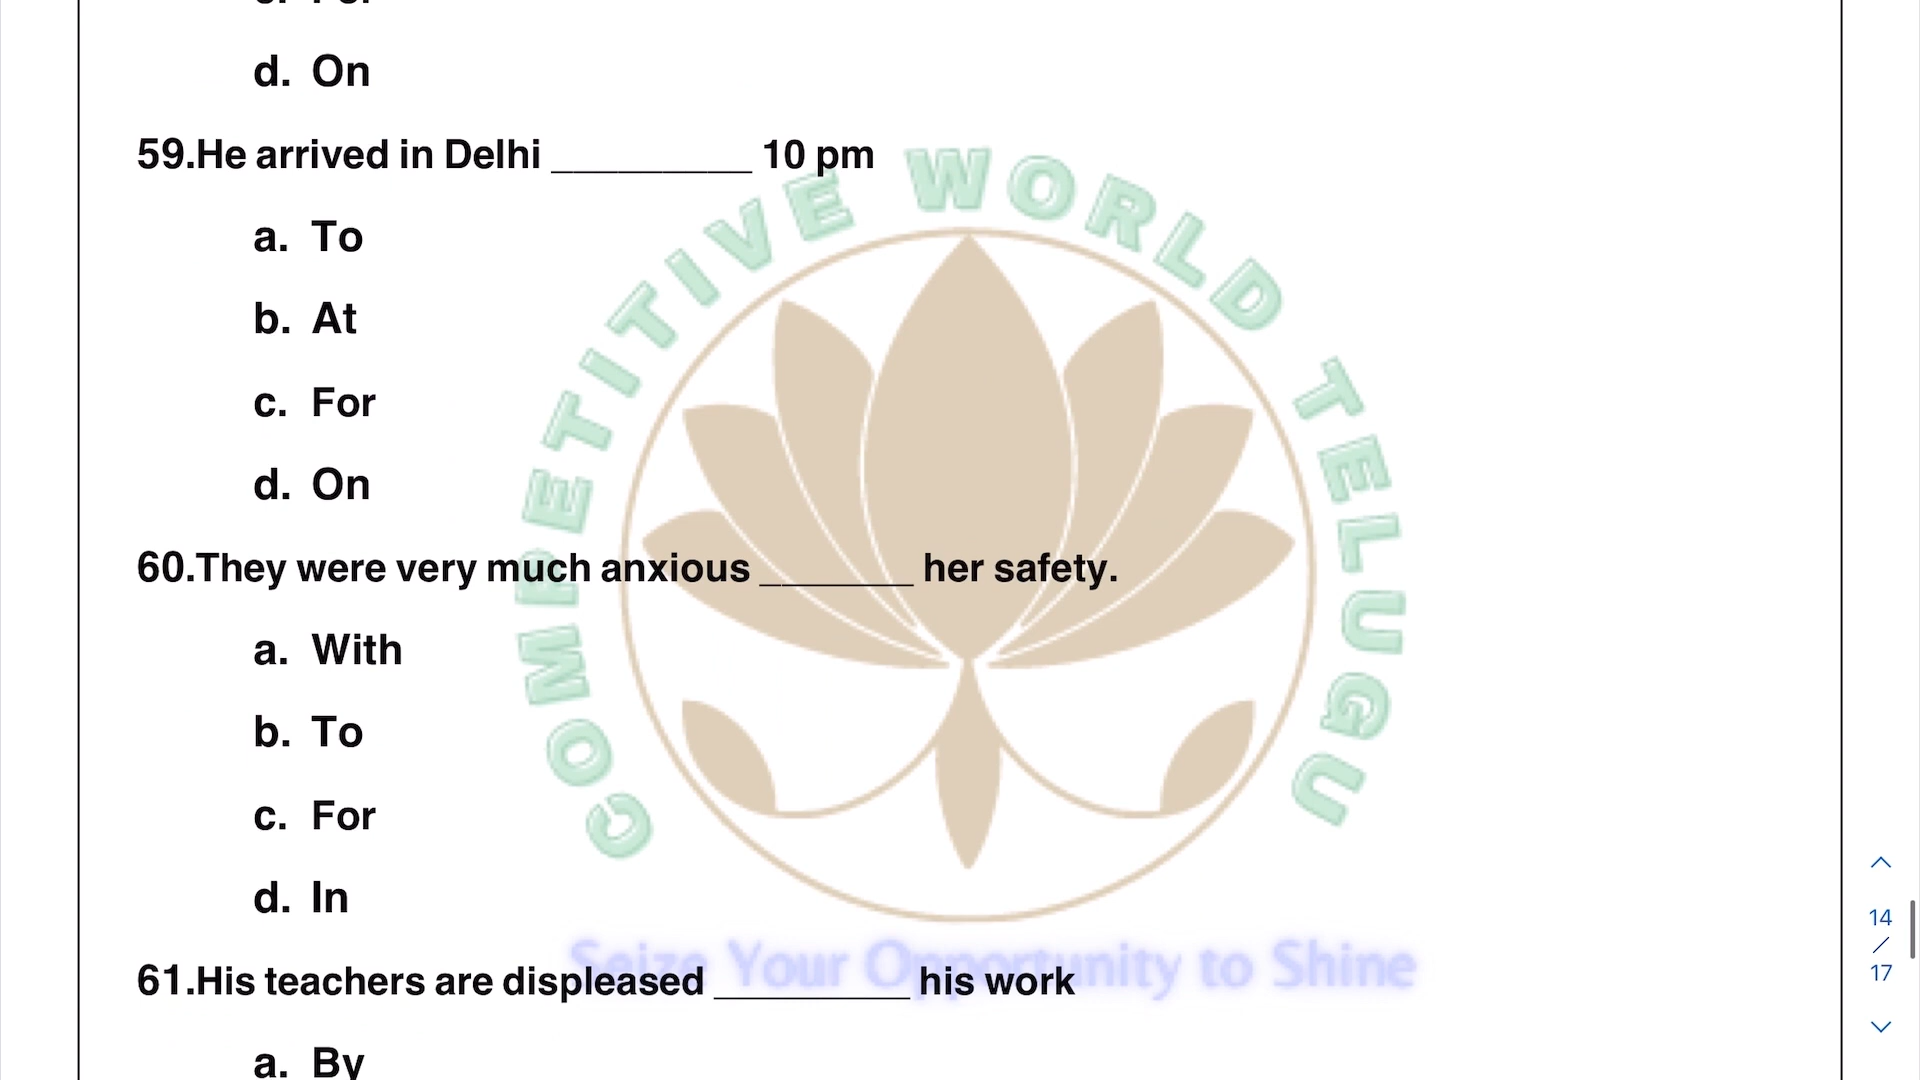 d. On
59.He arrived in Delhi _________ 10 pm
a. To
b. At
c. For
d. On
60.They were very much anxious _______ her safety.
a. With
b. To
c. For
d. In
61.His teachers are displeased _________ his work
a. By
COMPETITIVE WORLD TELUGU
Seize Your Opportunity to Shine
14
/
17